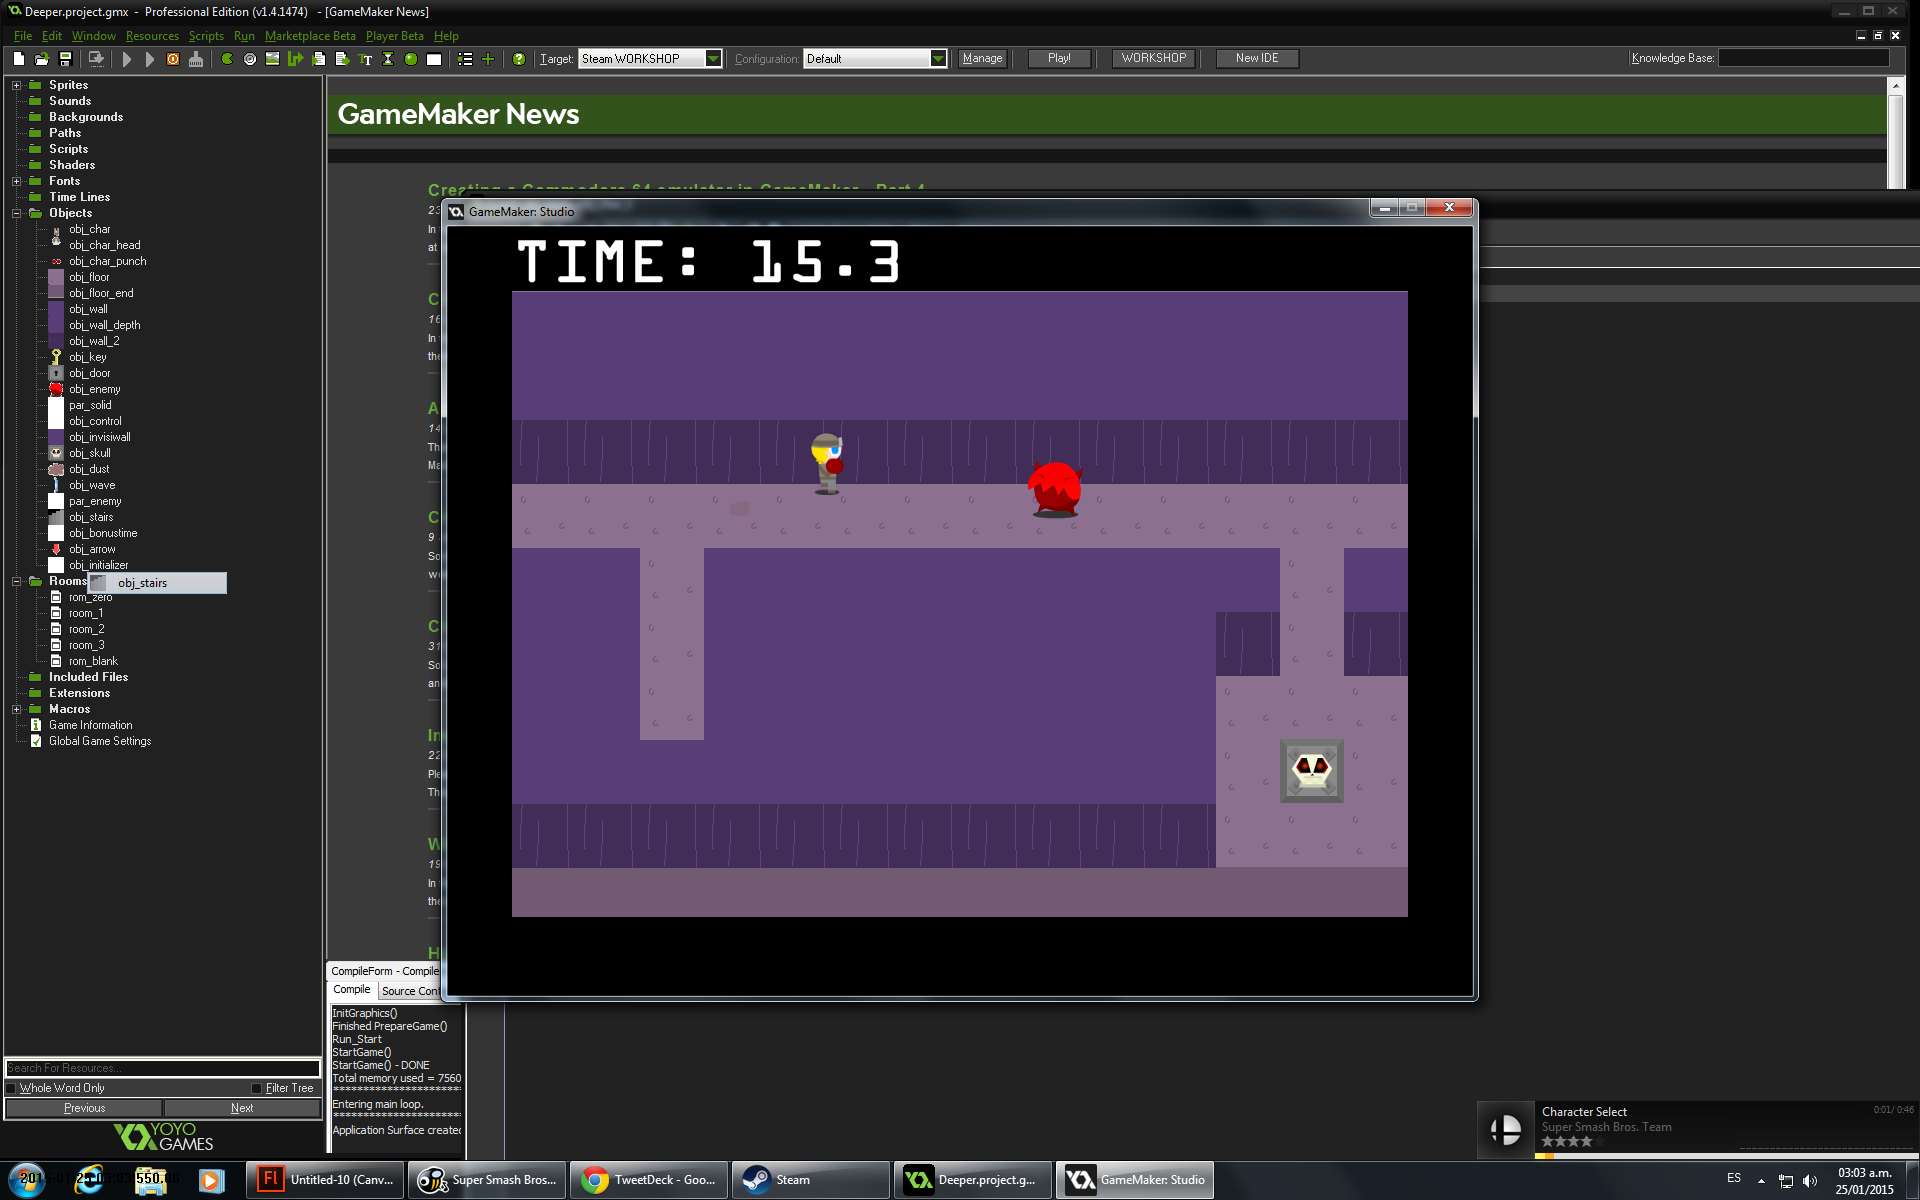 Deeper.project.gmx - Professional Edition (v1.4.1474) - [GameMaker News]
File Edit Window Resources Scripts Run Marketplace Beta Player Beta Help
Target: Steam WORKSHOP Configuration: Default Manage Play! WORKSHOP New IDE Knowledge Base:
Sprites
Sounds
Backgrounds
Paths
Scripts
Shaders
Fonts
Time Lines
Objects
obj_char
obj_char_head
obj_char_punch
obj_floor
obj_floor_end
obj_wall
obj_wall_depth
obj_wall_2
obj_key
obj_door
obj_enemy
par_solid
obj_control
obj_invisiwall
obj_skull
obj_dust
obj_wave
par_enemy
obj_stairs
obj_bonustime
obj_arrow
obj_initializer
Rooms
obj_stairs
rom_zero
room_1
room_2
room_3
rom_blank
Included Files
Extensions
Macros
Game Information
Global Game Settings
Search For Resources...
Whole Word Only Filter Tree
Previous Next
YOYO
GAMES
GameMaker News
Creating a Commodore 64 emulator in GameMaker - Part 4
GameMaker: Studio
TIME: 15.3
CompileForm - Compile
Compile Source Cont
InitGraphics()
Finished PrepareGame()
Run_Start
StartGame()
StartGame() - DONE
Total memory used = 7560
************************
Entering main loop.
************************
Application Surface created
Character Select
Super Smash Bros. Team
0:01/ 0:46
Untitled-10 (Canv...
Super Smash Bros...
TweetDeck - Goo...
Steam
Deeper.project.g...
GameMaker: Studio
ES
03:03 a.m.
25/01/2015